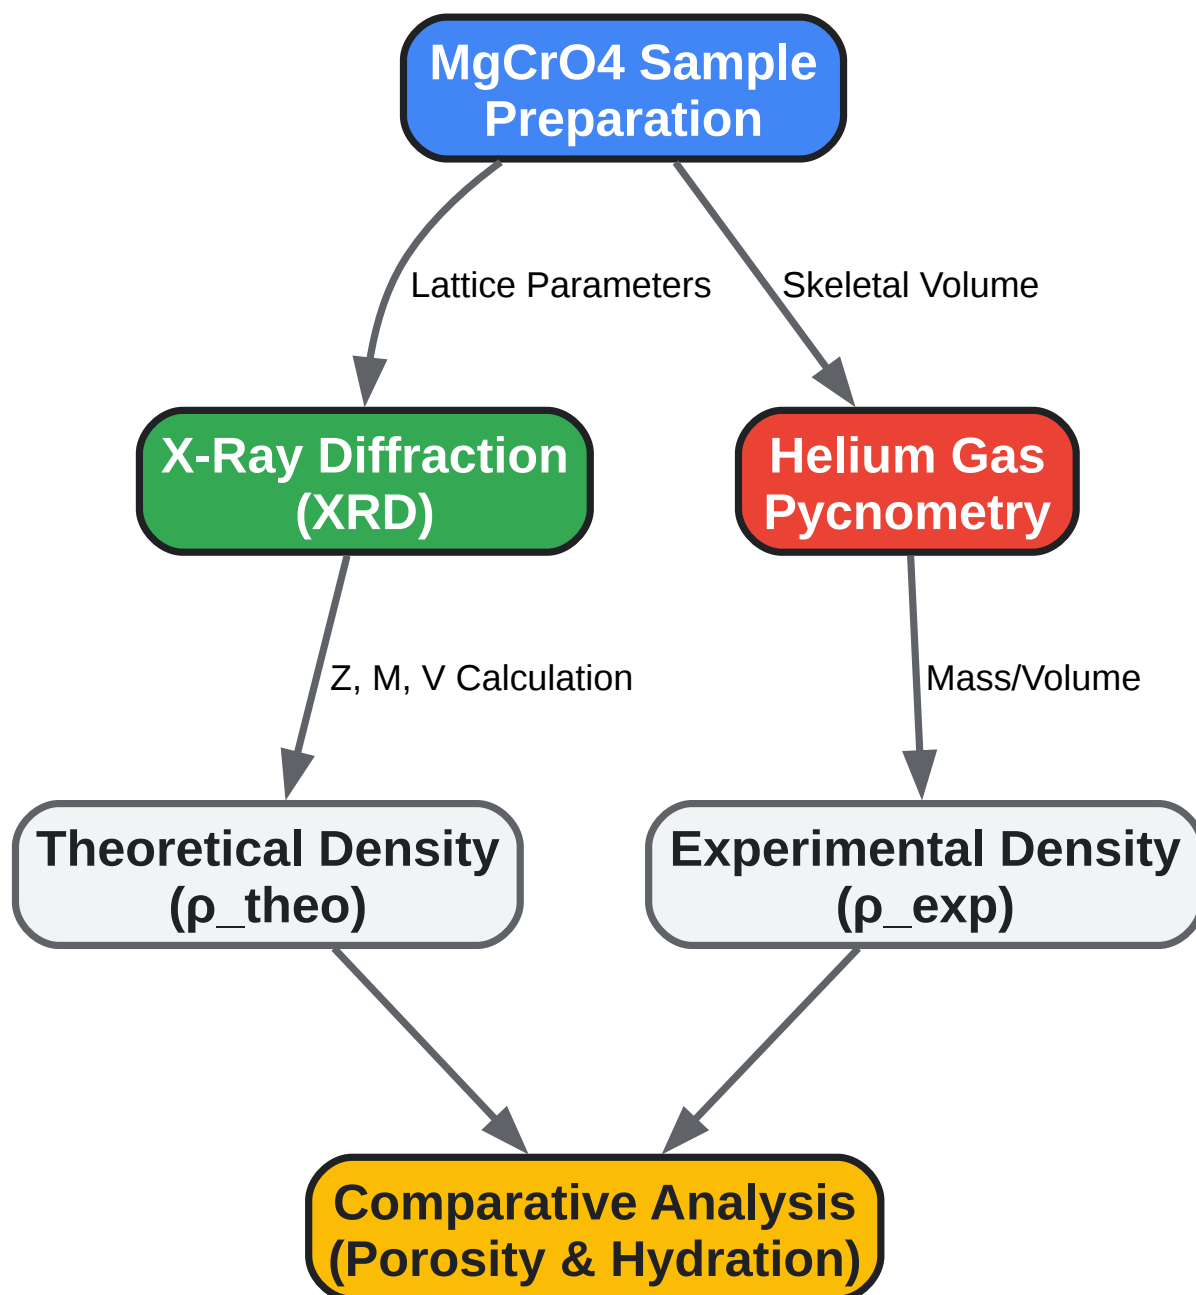 MgCrO4 Sample
Preparation
Lattice Parameters
Skeletal Volume
X-Ray Diffraction
(XRD)
Helium Gas
Pycnometry
Z, M, V Calculation
Mass/Volume
Theoretical Density
(ρ_theo)
Experimental Density
(ρ_exp)
Comparative Analysis
(Porosity & Hydration)